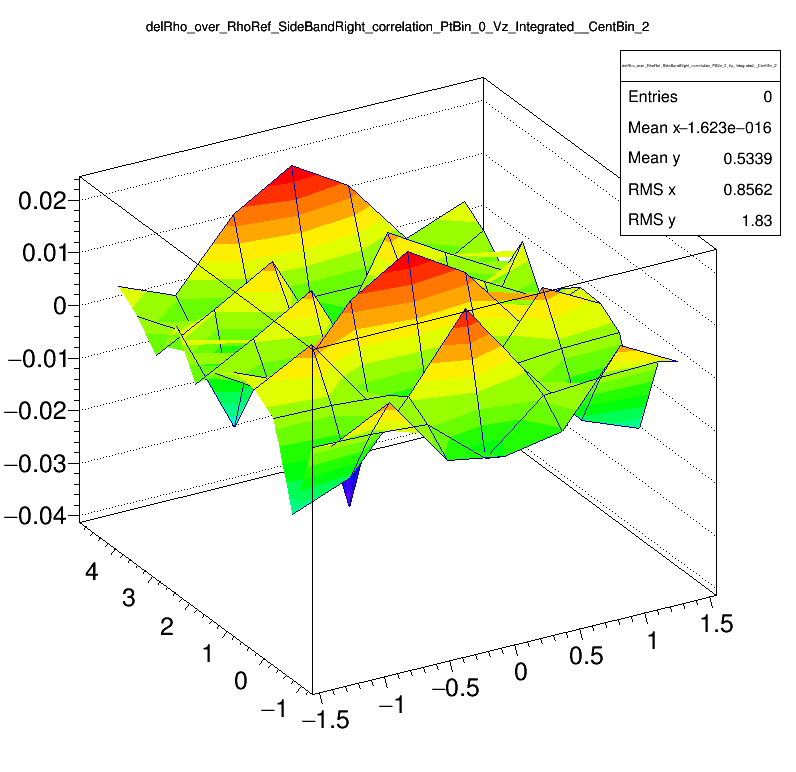 delRho_over_RhoRef_SideBandRight_correlation_PtBin_0_Vz_Integrated__CentBin_2
delRho_over_RhoRef_SideBandRight_correlation_PtBin_0_Vz_Integrated__CentBin_2
Entries 0
Mean x −1.623e−016
Mean y 0.5339
RMS x 0.8562
RMS y 1.83
0.02
0.01
0
−0.01
−0.02
−0.03
−0.04
4
3
2
1
0
−1
−1.5
−1
−0.5
0
0.5
1
1.5